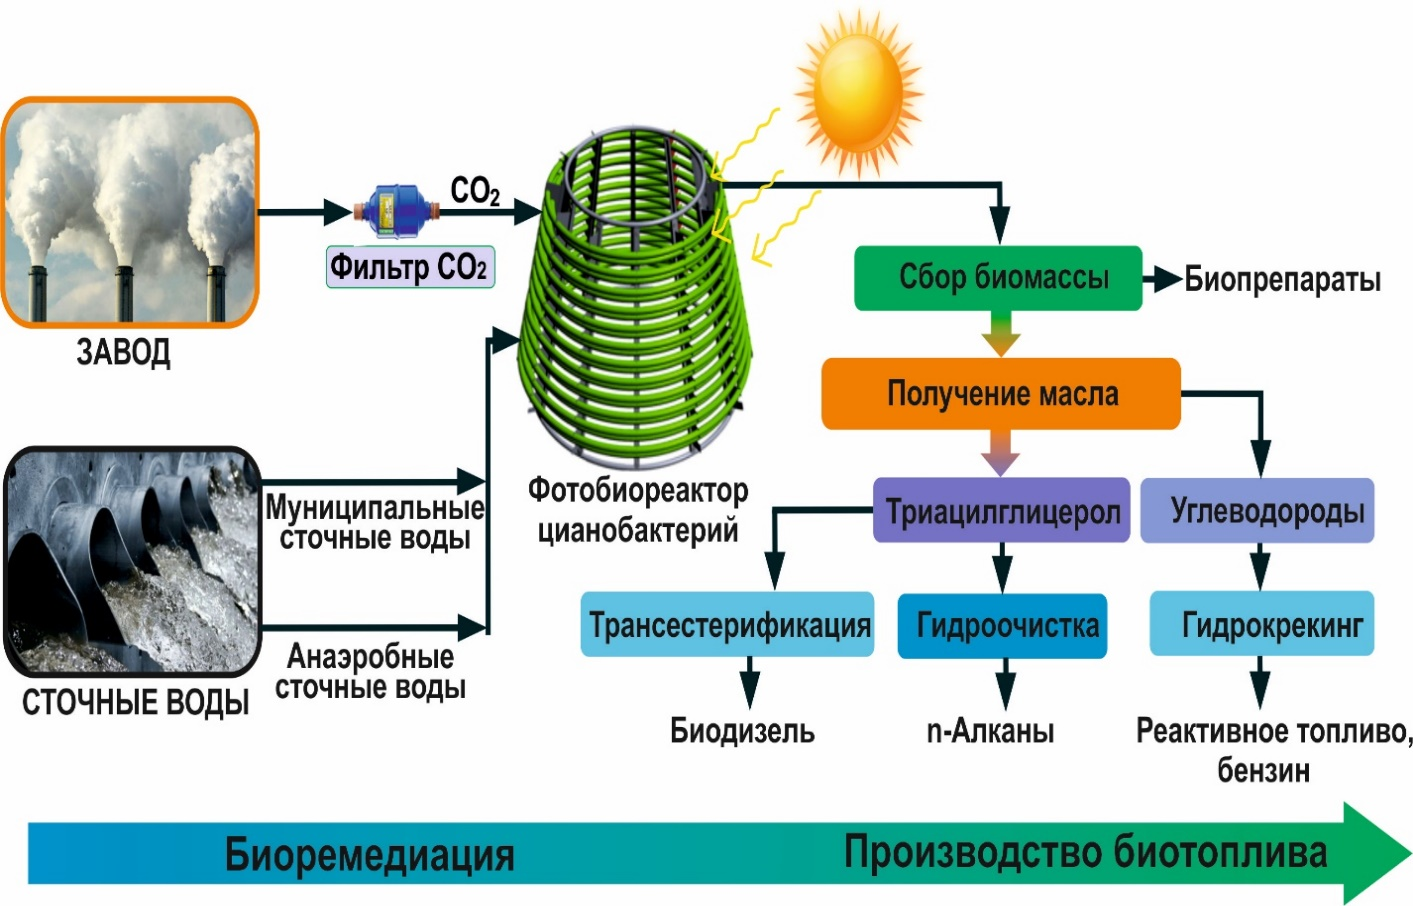 CO₂
Фильтр CO₂
ЗАВОД
Муниципальные
сточные воды
Анаэробные
сточные воды
СТОЧНЫЕ ВОДЫ
Фотобиореактор
цианобактерий
Сбор биомассы
Биопрепараты
Получение масла
Триацилглицерол
Углеводороды
Трансестерификация
Гидроочистка
Гидрокрекинг
Биодизель
n-Алканы
Реактивное топливо,
бензин
Биоремедиация
Производство биотоплива